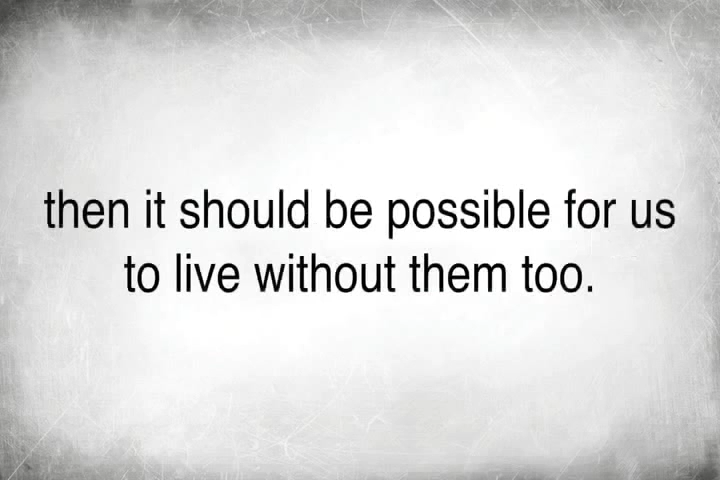 then it should be possible for us
to live without them too.